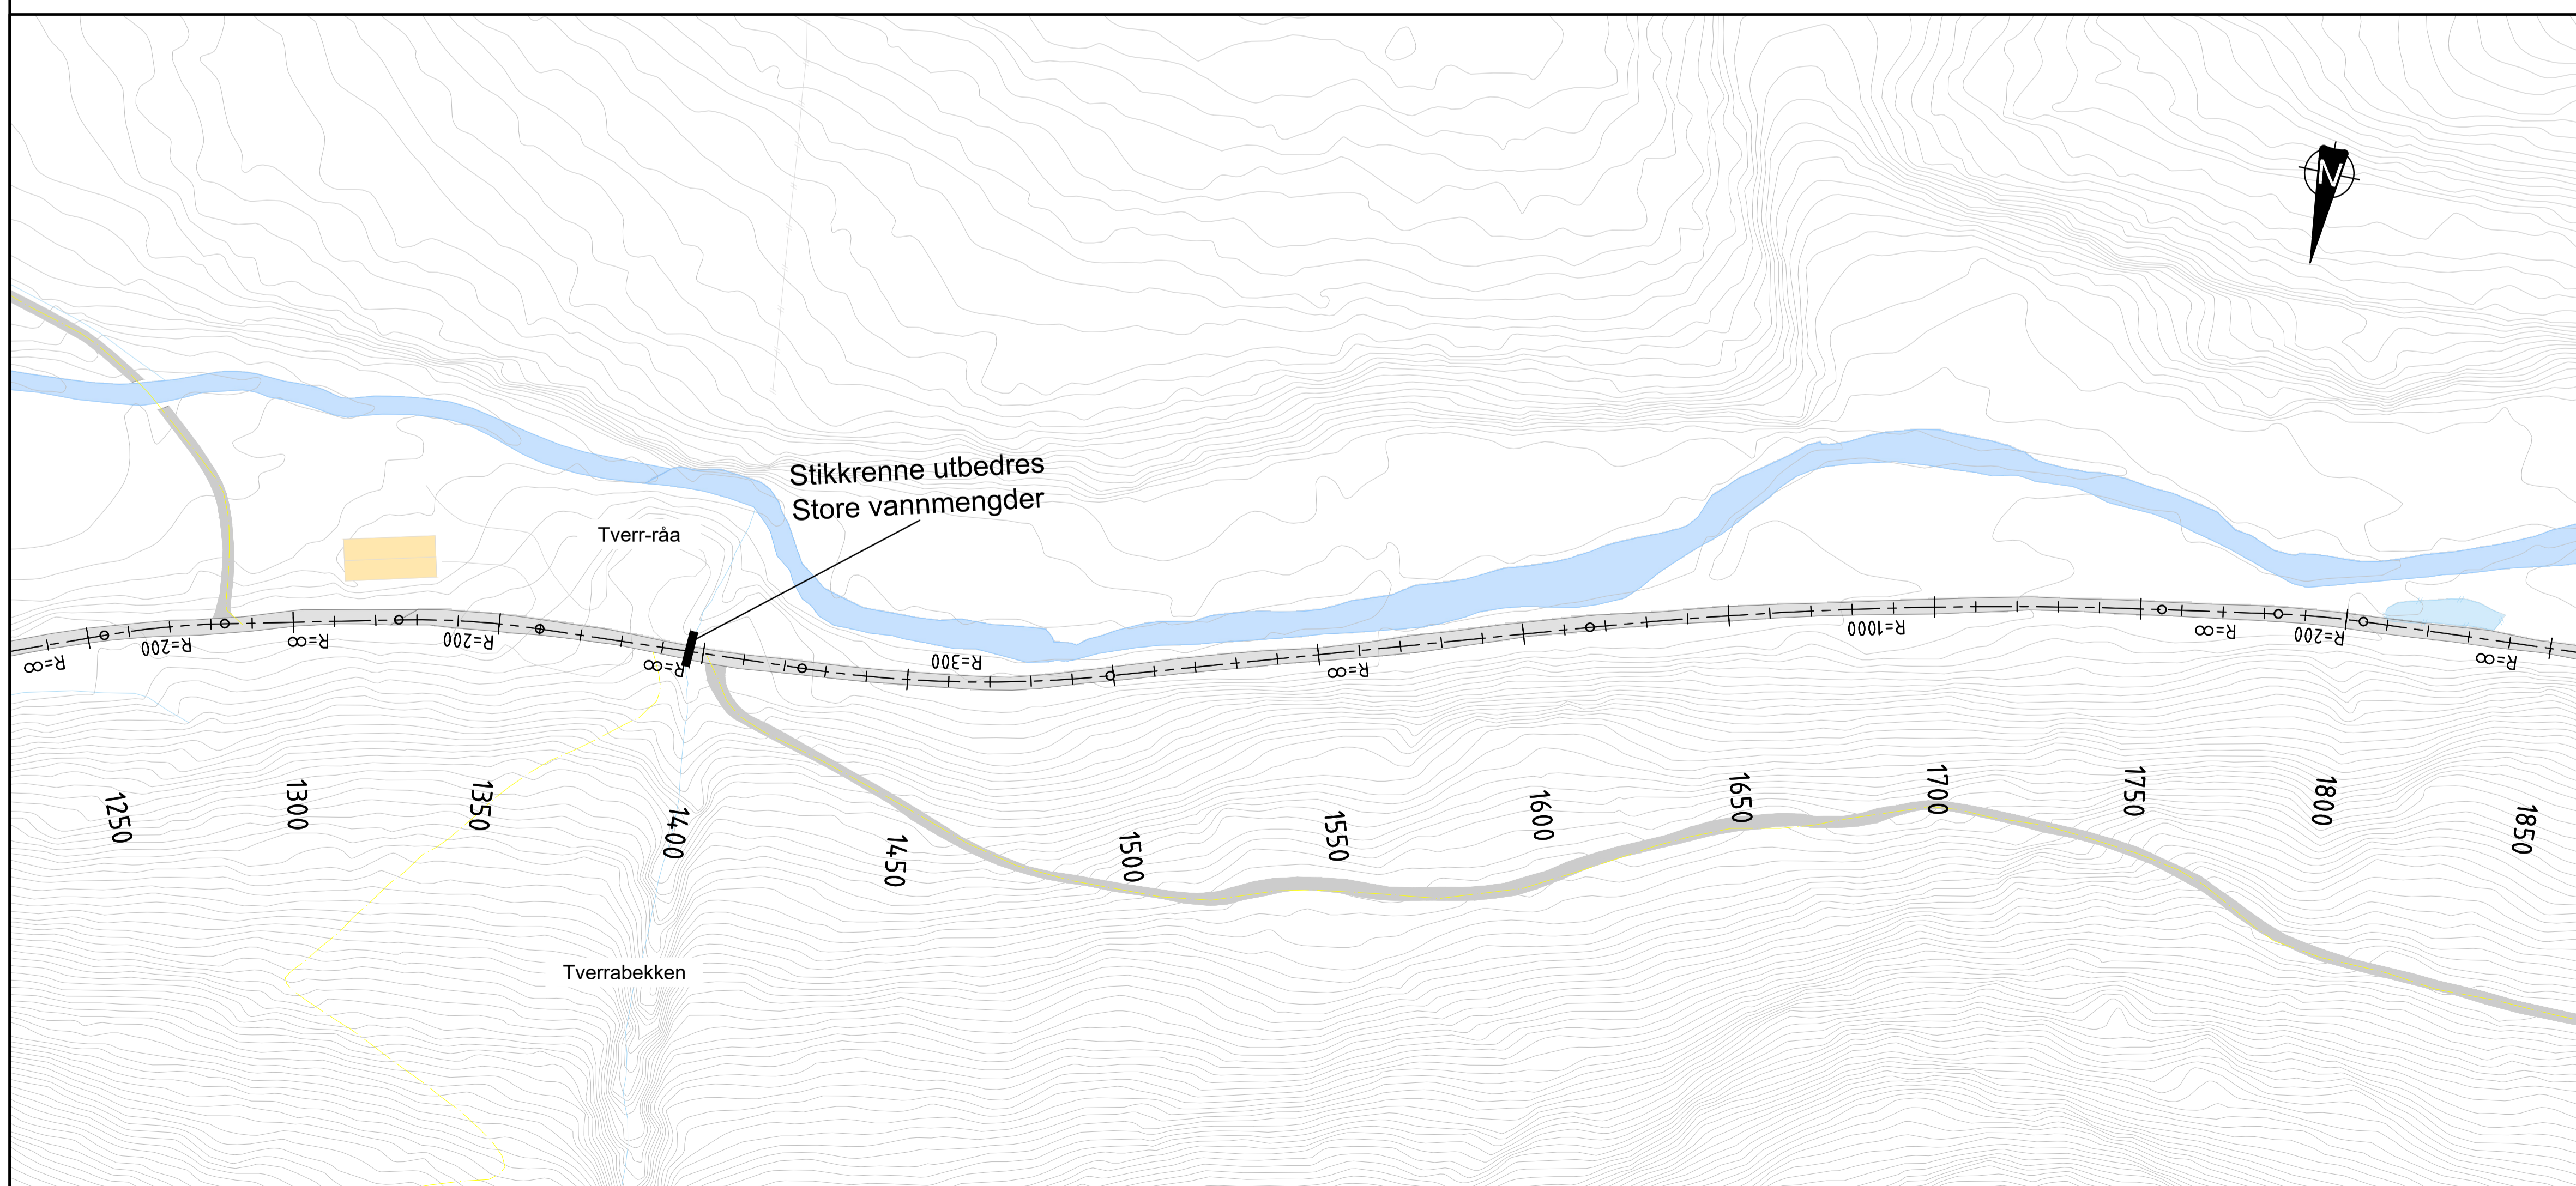 N
Stikkrenne utbedres
Store vannmengder
Tverr-råa
R=∞
R=200
R=∞
R=200
R=∞
R=300
R=∞
R=1000
R=∞
R=200
R=∞
1250
1300
1350
1400
1450
1500
1550
1600
1650
1700
1750
1800
1850
Tverrabekken